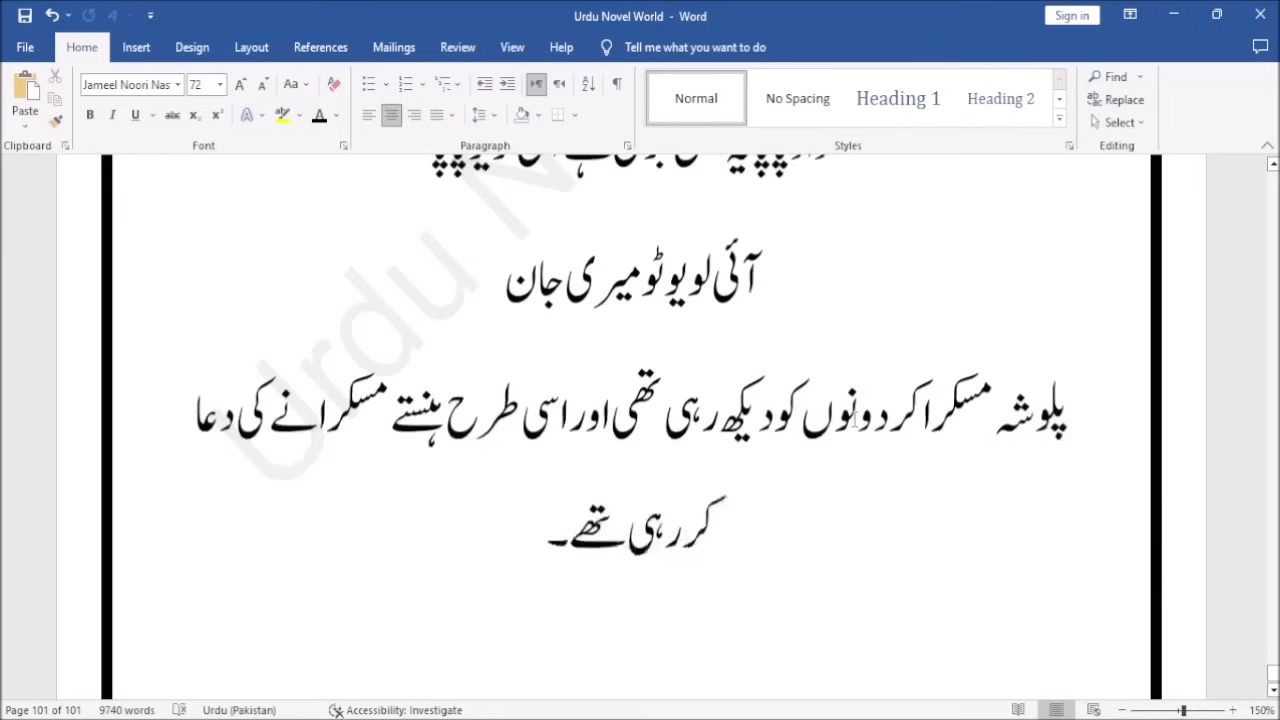 Urdu Novel World - Word
Sign in
File Home Insert Design Layout References Mailings Review View Help Tell me what you want to do
Paste
Jameel Noori Nas 72
Normal No Spacing Heading 1 Heading 2
Find
Replace
Select
Clipboard Font Paragraph Styles Editing
آئی لو یو ٹو میری جان
پلوشہ مسکرا کر دونوں کو دیکھ رہی تھی اور اسی طرح ہنستے مسکرانے کی دعا
کر رہی تھے۔
Urdu N
Page 101 of 101 9740 words Urdu (Pakistan) Accessibility: Investigate 150%